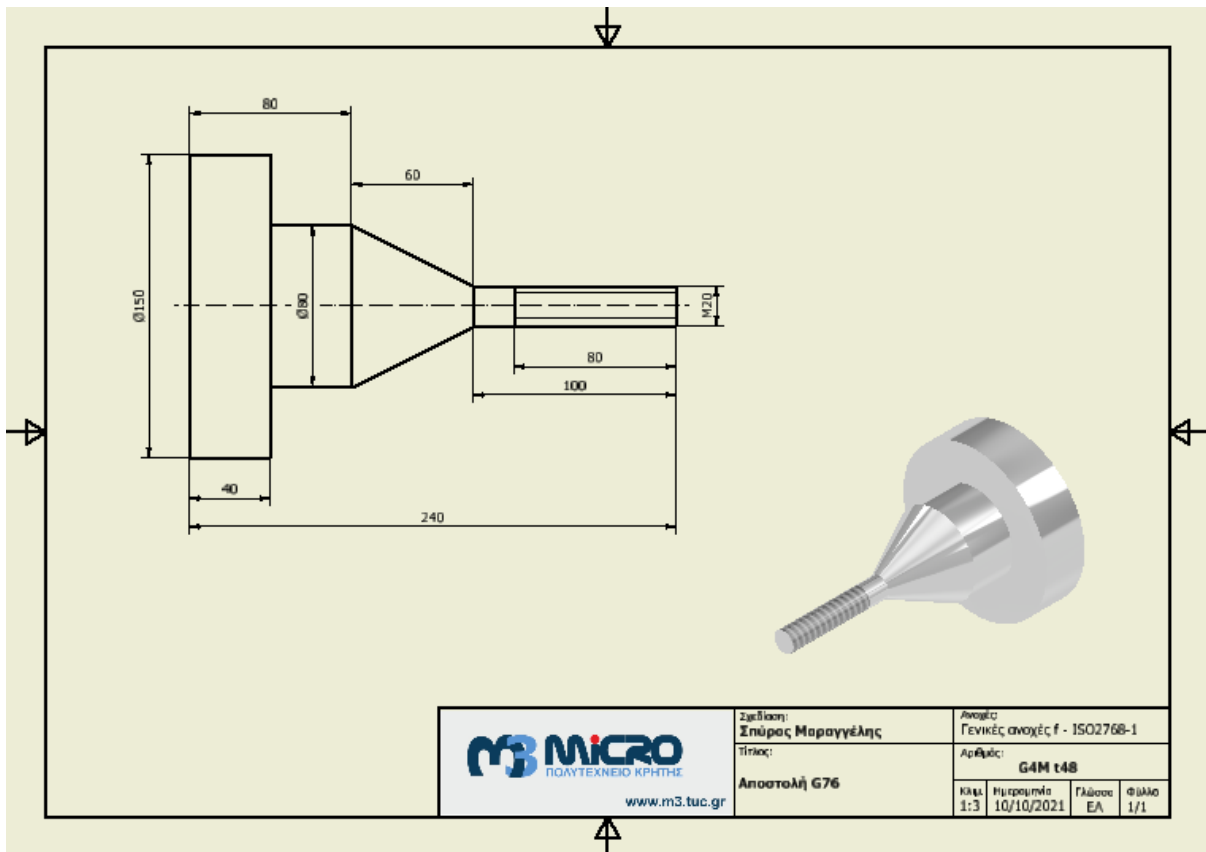 80
60
Ø150
Ø80
M20
80
100
40
240
m3 MiCRO
ΠΟΛΥΤΕΧΝΕΙΟ ΚΡΗΤΗΣ
www.m3.tuc.gr
Σχεδίαση:
Σπύρος Μαραγγέλης
Τίτλος:
Αποστολή G76
Ανοχές:
Γενικές ανοχές f - ISO2768-1
Αριθμός:
G4M t48
Κλιμ.
1:3
Ημερομηνία
10/10/2021
Γλώσσα
ΕΛ
Φύλλο
1/1